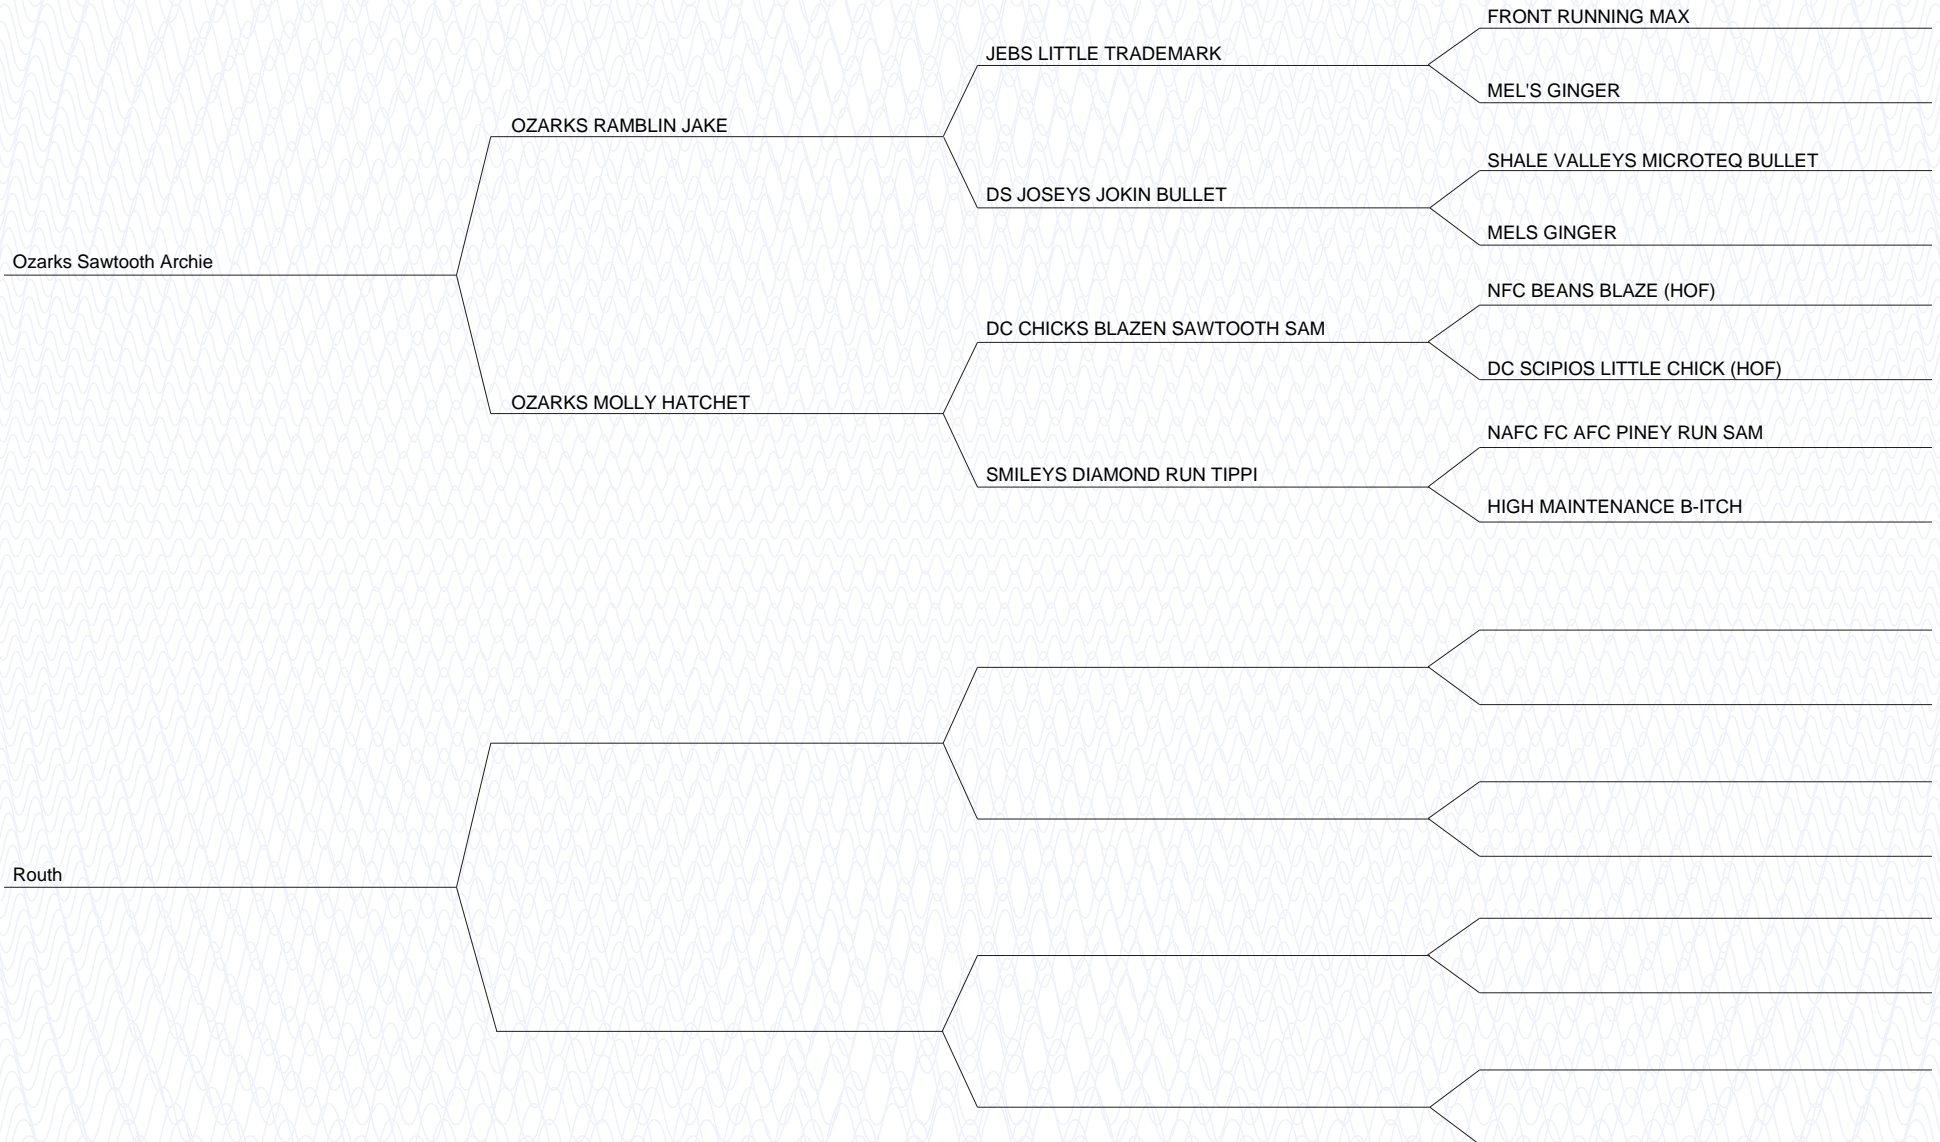 FRONT RUNNING MAX
JEBS LITTLE TRADEMARK
MEL'S GINGER
OZARKS RAMBLIN JAKE
SHALE VALLEYS MICROTEQ BULLET
DS JOSEYS JOKIN BULLET
MELS GINGER
Ozarks Sawtooth Archie
NFC BEANS BLAZE (HOF)
DC CHICKS BLAZEN SAWTOOTH SAM
DC SCIPIOS LITTLE CHICK (HOF)
OZARKS MOLLY HATCHET
NAFC FC AFC PINEY RUN SAM
SMILEYS DIAMOND RUN TIPPI
HIGH MAINTENANCE B-ITCH
Routh